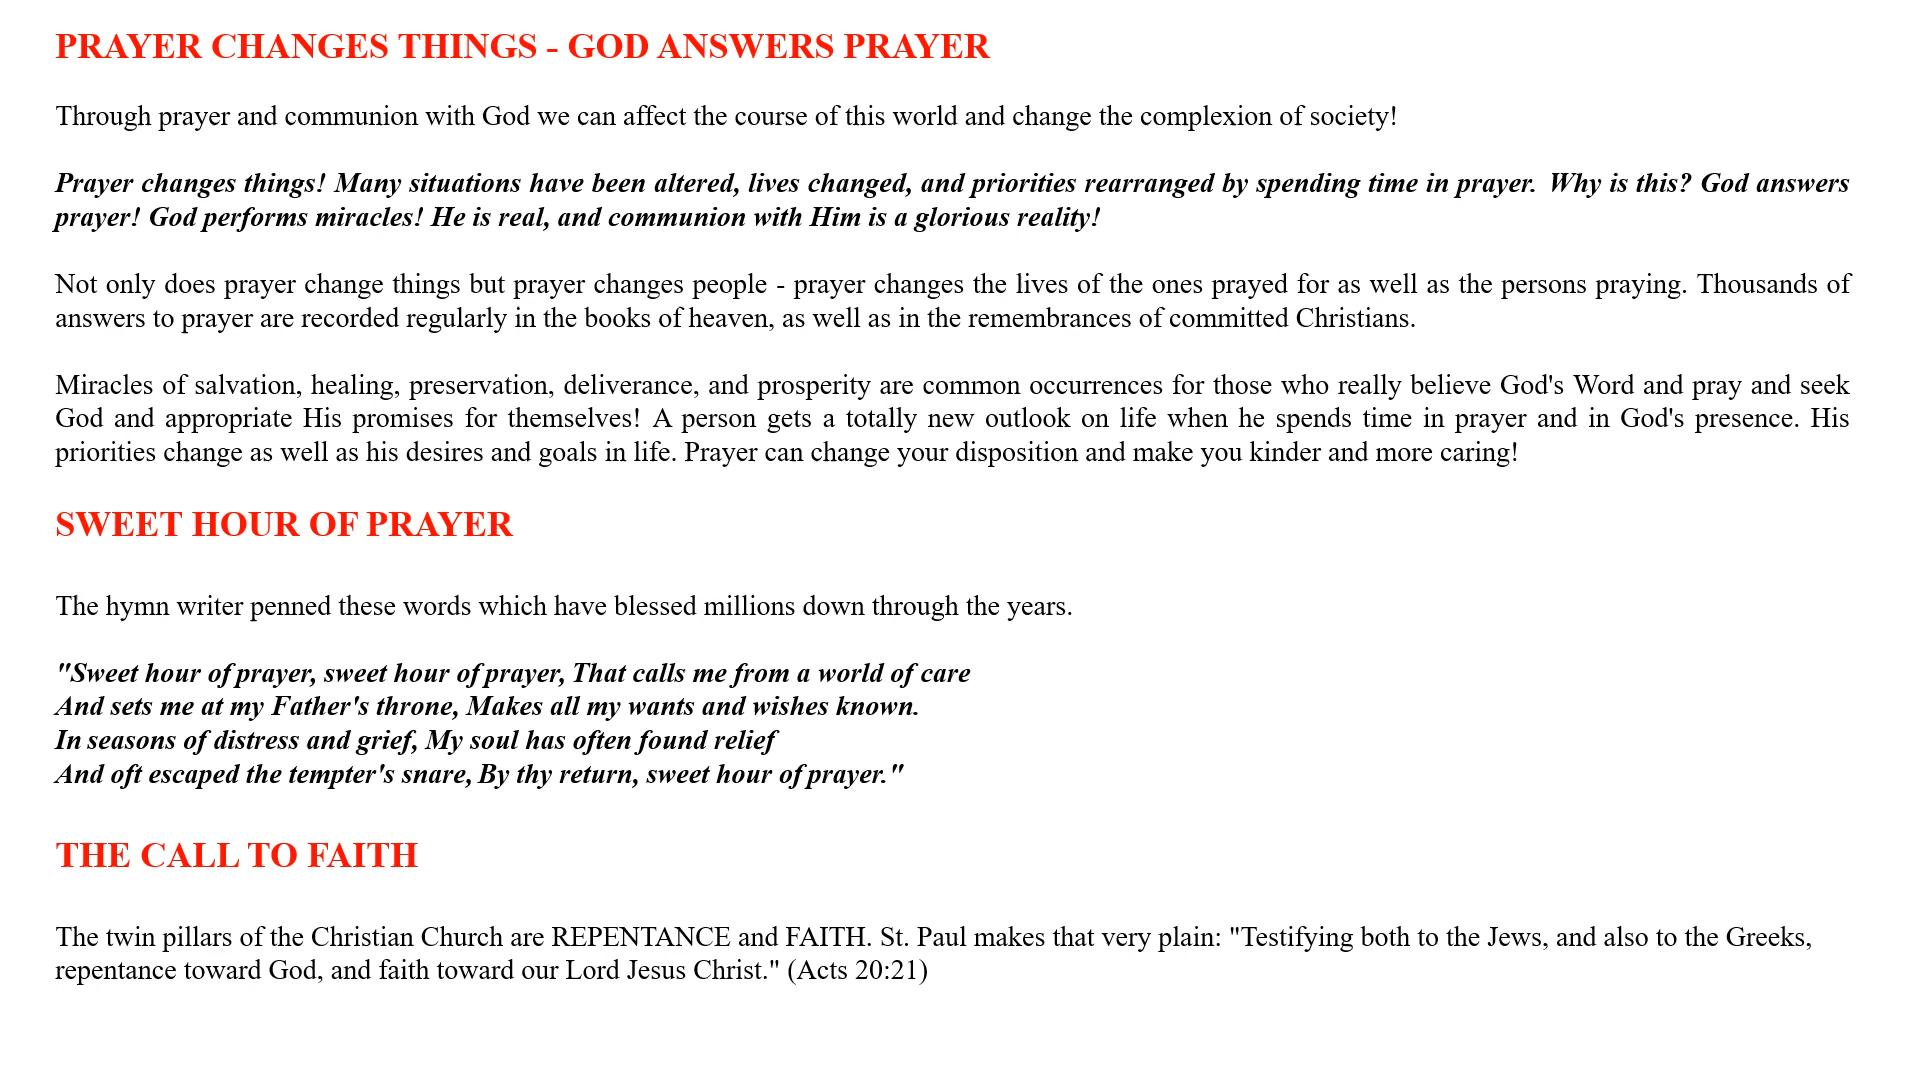 PRAYER CHANGES THINGS - GOD ANSWERS PRAYER
Through prayer and communion with God we can affect the course of this world and change the complexion of society!
Prayer changes things! Many situations have been altered, lives changed, and priorities rearranged by spending time in prayer. Why is this? God answers
prayer! God performs miracles! He is real, and communion with Him is a glorious reality!
Not only does prayer change things but prayer changes people - prayer changes the lives of the ones prayed for as well as the persons praying. Thousands of
answers to prayer are recorded regularly in the books of heaven, as well as in the remembrances of committed Christians.
Miracles of salvation, healing, preservation, deliverance, and prosperity are common occurrences for those who really believe God's Word and pray and seek
God and appropriate His promises for themselves! A person gets a totally new outlook on life when he spends time in prayer and in God's presence. His
priorities change as well as his desires and goals in life. Prayer can change your disposition and make you kinder and more caring!
SWEET HOUR OF PRAYER
The hymn writer penned these words which have blessed millions down through the years.
"Sweet hour of prayer, sweet hour of prayer, That calls me from a world of care
And sets me at my Father's throne, Makes all my wants and wishes known.
In seasons of distress and grief, My soul has often found relief
And oft escaped the tempter's snare, By thy return, sweet hour of prayer."
THE CALL TO FAITH
The twin pillars of the Christian Church are REPENTANCE and FAITH. St. Paul makes that very plain: "Testifying both to the Jews, and also to the Greeks,
repentance toward God, and faith toward our Lord Jesus Christ." (Acts 20:21)